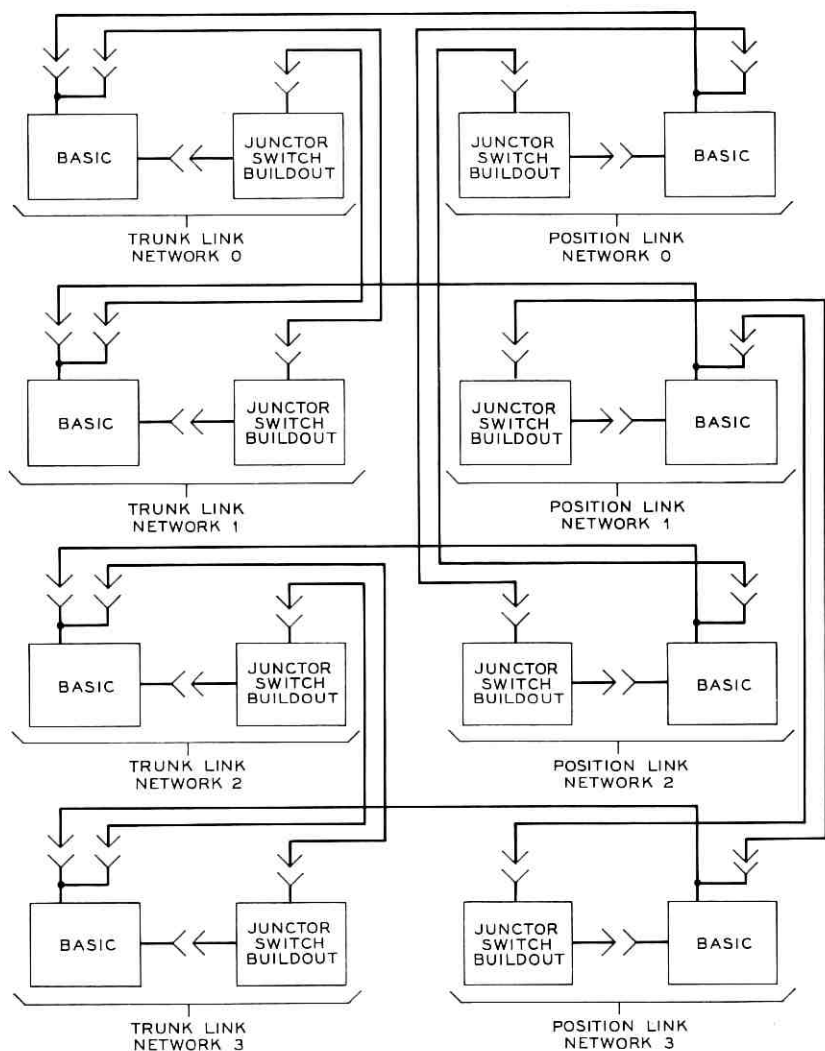 BASIC
JUNCTOR
SWITCH
BUILDOUT
TRUNK LINK
NETWORK 0
JUNCTOR
SWITCH
BUILDOUT
BASIC
POSITION LINK
NETWORK 0
BASIC
JUNCTOR
SWITCH
BUILDOUT
TRUNK LINK
NETWORK 1
JUNCTOR
SWITCH
BUILDOUT
BASIC
POSITION LINK
NETWORK 1
BASIC
JUNCTOR
SWITCH
BUILDOUT
TRUNK LINK
NETWORK 2
JUNCTOR
SWITCH
BUILDOUT
BASIC
POSITION LINK
NETWORK 2
BASIC
JUNCTOR
SWITCH
BUILDOUT
TRUNK LINK
NETWORK 3
JUNCTOR
SWITCH
BUILDOUT
BASIC
POSITION LINK
NETWORK 3